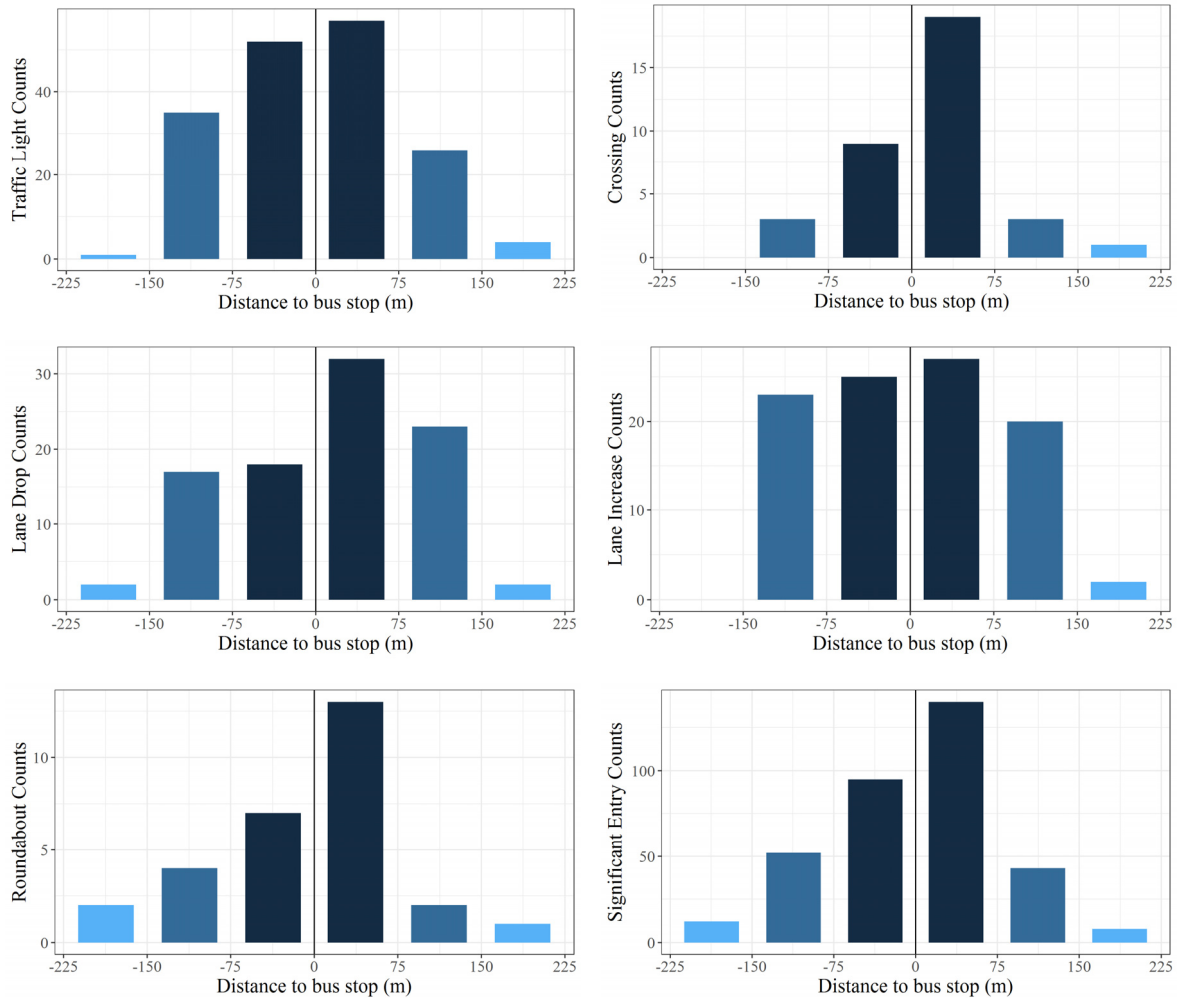 Traffic Light Counts
40
20
0
-225 -150 -75 0 75 150 225
Distance to bus stop (m)
Crossing Counts
15
10
5
0
-225 -150 -75 0 75 150 225
Distance to bus stop (m)
Lane Drop Counts
30
20
10
0
-225 -150 -75 0 75 150 225
Distance to bus stop (m)
Lane Increase Counts
20
10
0
-225 -150 -75 0 75 150 225
Distance to bus stop (m)
Roundabout Counts
10
5
0
-225 -150 -75 0 75 150 225
Distance to bus stop (m)
Significant Entry Counts
100
50
0
-225 -150 -75 0 75 150 225
Distance to bus stop (m)